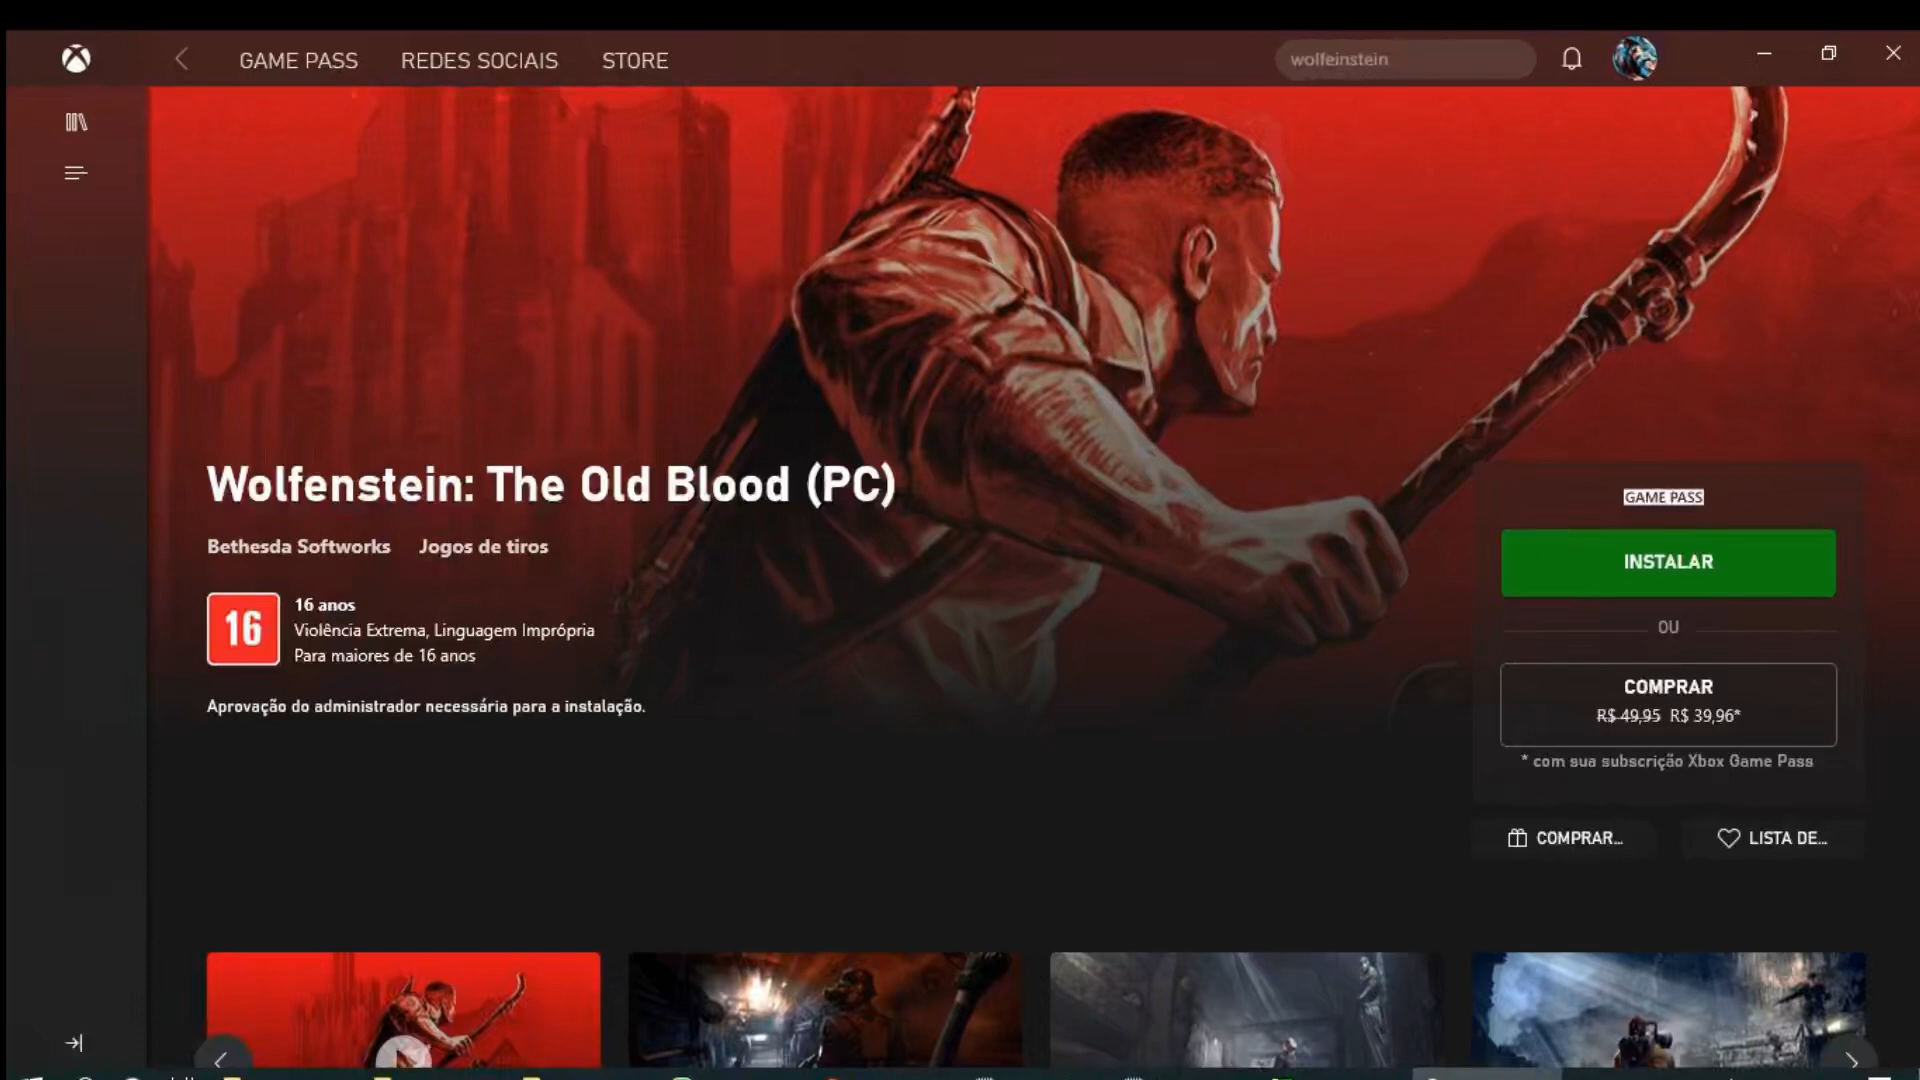 GAME PASS REDES SOCIAIS STORE wolfeinstein
Wolfenstein: The Old Blood (PC)
Bethesda Softworks Jogos de tiros
16
16 anos
Violência Extrema, Linguagem Imprópria
Para maiores de 16 anos
Aprovação do administrador necessária para a instalação.
GAME PASS
INSTALAR
OU
COMPRAR
R$ 49,95 R$ 39,96*
* com sua subscrição Xbox Game Pass
COMPRAR... LISTA DE...